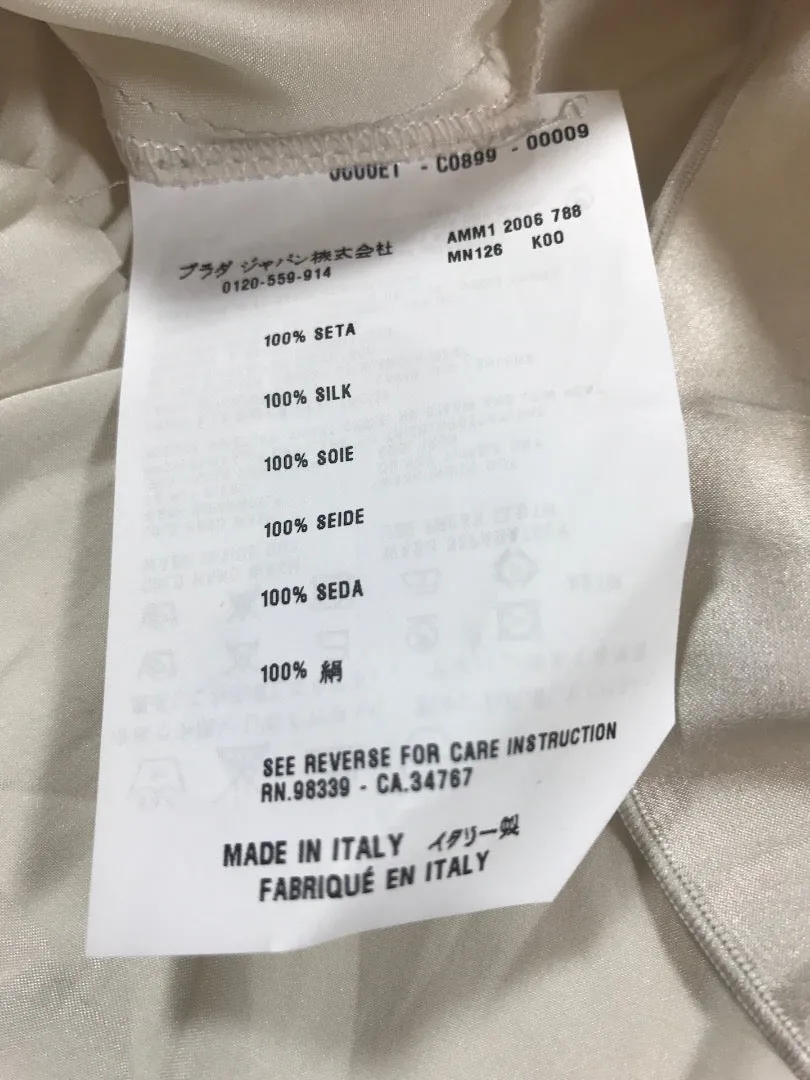 - C0899 - 00009
プラダ ジャパン株式会社
0120-559-914
AMM1 2006 788
MN126 K00
100% SETA
100% SILK
100% SOIE
100% SEIDE
100% SEDA
100% 絹
SEE REVERSE FOR CARE INSTRUCTION
RN.98339 - CA.34767
MADE IN ITALY イタリー製
FABRIQUÉ EN ITALY